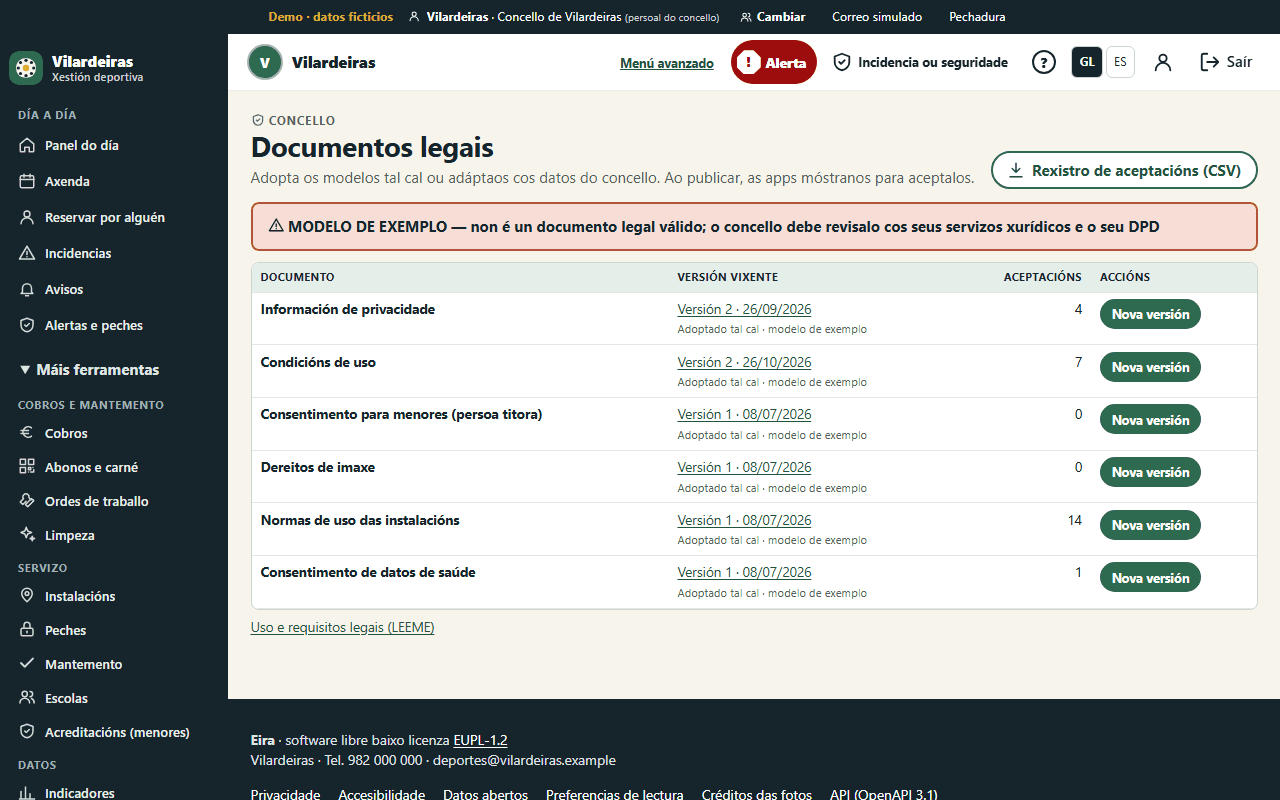 Demo · datos ficticios
Vilardeiras · Concello de Vilardeiras (persoal do concello)
Cambiar
Correo simulado
Pechadura
Vilardeiras
Xestión deportiva
DÍA A DÍA
Panel do día
Axenda
Reservar por alguén
Incidencias
Avisos
Alertas e peches
Máis ferramentas
COBROS E MANTEMENTO
Cobros
Abonos e carné
Ordes de traballo
Limpeza
SERVIZO
Instalacións
Peches
Mantemento
Escolas
Acreditacións (menores)
DATOS
Indicadores
V
Vilardeiras
Menú avanzado
! Alerta
Incidencia ou seguridade
?
GL
ES
Saír
CONCELLO
Documentos legais
Adopta os modelos tal cal ou adáptaos cos datos do concello. Ao publicar, as apps móstranos para aceptalos.
Rexistro de aceptacións (CSV)
MODELO DE EXEMPLO — non é un documento legal válido; o concello debe revisalo cos seus servizos xurídicos e o seu DPD
DOCUMENTO VERSIÓN VIXENTE ACEPTACIÓNS ACCIÓNS
Información de privacidade Versión 2 · 26/09/2026 4 Nova versión
Adoptado tal cal · modelo de exemplo
Condicións de uso Versión 2 · 26/10/2026 7 Nova versión
Adoptado tal cal · modelo de exemplo
Consentimento para menores (persoa titora) Versión 1 · 08/07/2026 0 Nova versión
Adoptado tal cal · modelo de exemplo
Dereitos de imaxe Versión 1 · 08/07/2026 0 Nova versión
Adoptado tal cal · modelo de exemplo
Normas de uso das instalacións Versión 1 · 08/07/2026 14 Nova versión
Adoptado tal cal · modelo de exemplo
Consentimento de datos de saúde Versión 1 · 08/07/2026 1 Nova versión
Adoptado tal cal · modelo de exemplo
Uso e requisitos legais (LEEME)
Eira · software libre baixo licenza EUPL-1.2
Vilardeiras · Tel. 982 000 000 · deportes@vilardeiras.example
Privacidade Accesibilidade Datos abertos Preferencias de lectura Créditos das fotos API (OpenAPI 3.1)